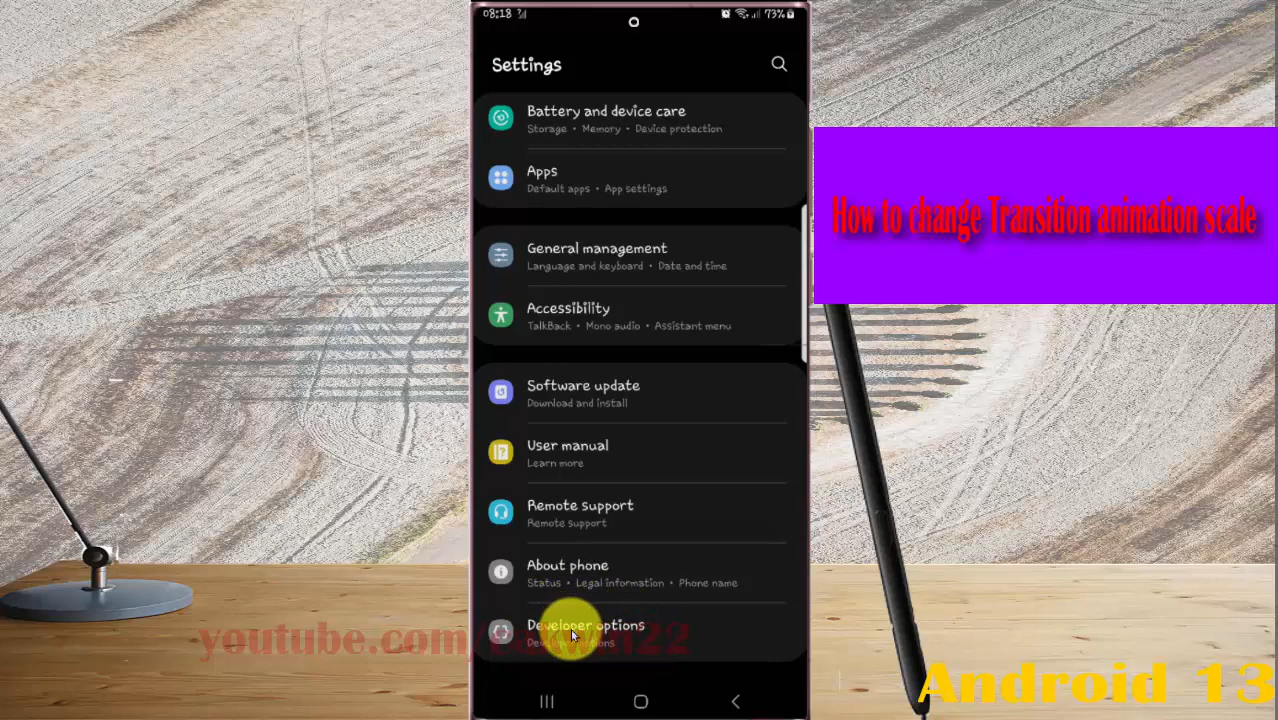 08:18
73%
Settings
Battery and device care
Storage • Memory • Device protection
Apps
Default apps • App settings
General management
Language and keyboard • Date and time
Accessibility
TalkBack • Mono audio • Assistant menu
Software update
Download and install
User manual
Learn more
Remote support
Remote support
About phone
Status • Legal information • Phone name
Developer options
Developer options
How to change Transition animation scale
youtube.com/
Android 13